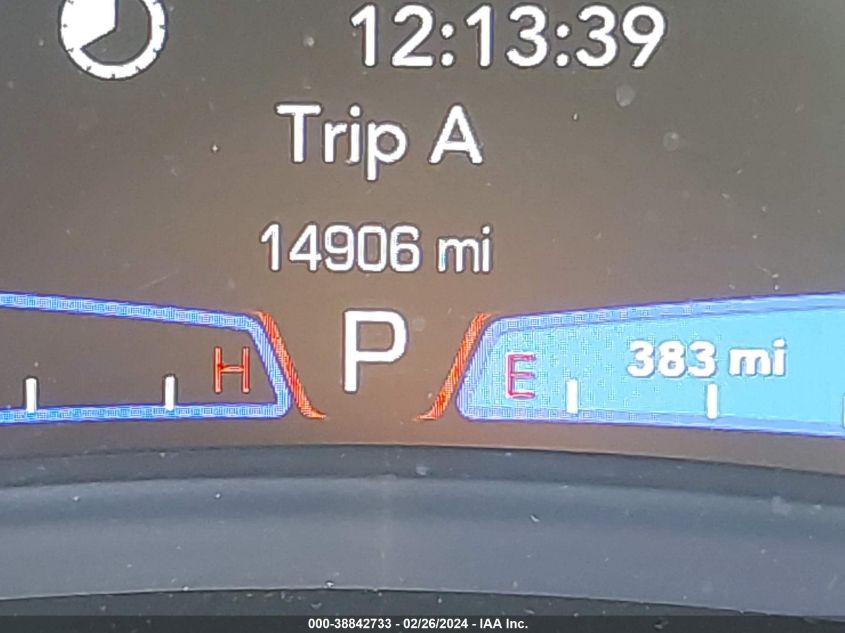 12:13:39
Trip A
14906 mi
P
H
E
383 mi
000-38842733 - 02/26/2024 - IAA Inc.